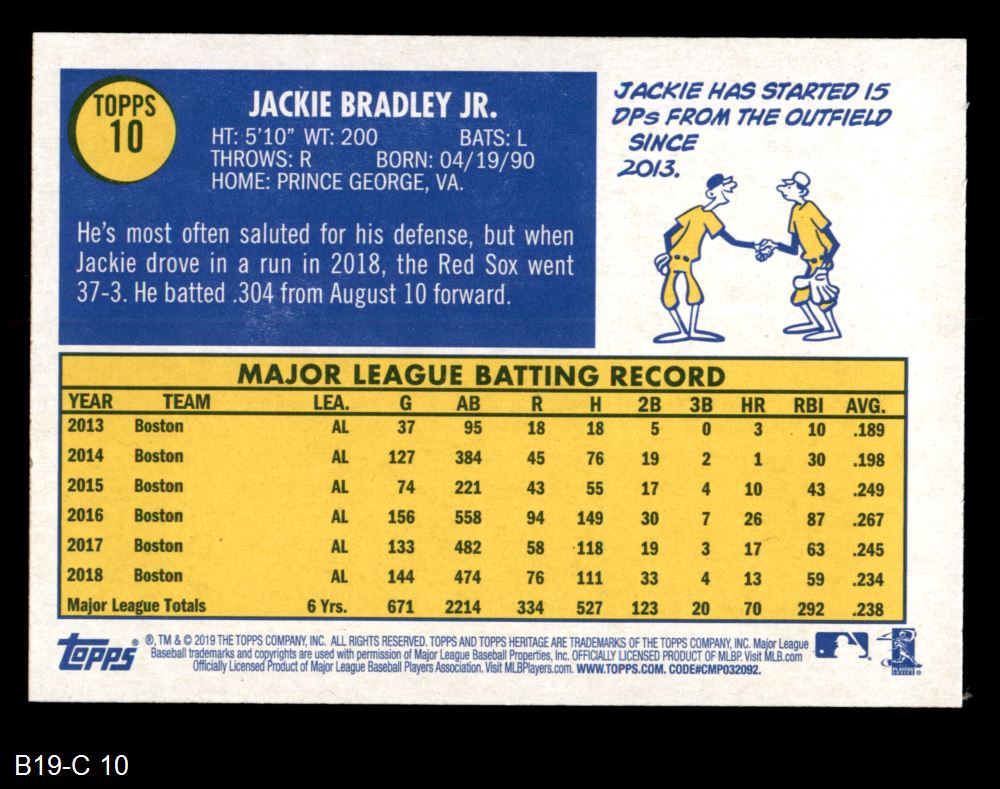 TOPPS
10
JACKIE BRADLEY JR.
HT: 5'10" WT: 200 BATS: L
THROWS: R BORN: 04/19/90
HOME: PRINCE GEORGE, VA.
He's most often saluted for his defense, but when
Jackie drove in a run in 2018, the Red Sox went
37-3. He batted .304 from August 10 forward.
JACKIE HAS STARTED 15
DPs FROM THE OUTFIELD
SINCE
2013.
MAJOR LEAGUE BATTING RECORD
YEAR TEAM LEA. G AB R H 2B 3B HR RBI AVG.
2013 Boston AL 37 95 18 18 5 0 3 10 .189
2014 Boston AL 127 384 45 76 19 2 1 30 .198
2015 Boston AL 74 221 43 55 17 4 10 43 .249
2016 Boston AL 156 558 94 149 30 7 26 87 .267
2017 Boston AL 133 482 58 118 19 3 17 63 .245
2018 Boston AL 144 474 76 111 33 4 13 59 .234
Major League Totals 6 Yrs. 671 2214 334 527 123 20 70 292 .238
topps ® ®, TM & © 2019 THE TOPPS COMPANY, INC. ALL RIGHTS RESERVED. TOPPS AND TOPPS HERITAGE ARE TRADEMARKS OF THE TOPPS COMPANY, INC. Major League
Baseball trademarks and copyrights are used with permission of Major League Baseball Properties, Inc. OFFICIALLY LICENSED PRODUCT OF MLBP. Visit MLB.com
Officially Licensed Product of Major League Baseball Players Association. Visit MLBPlayers.com. WWW.TOPPS.COM. CODE#CMP032092.
PLAYERS
B19-C 10